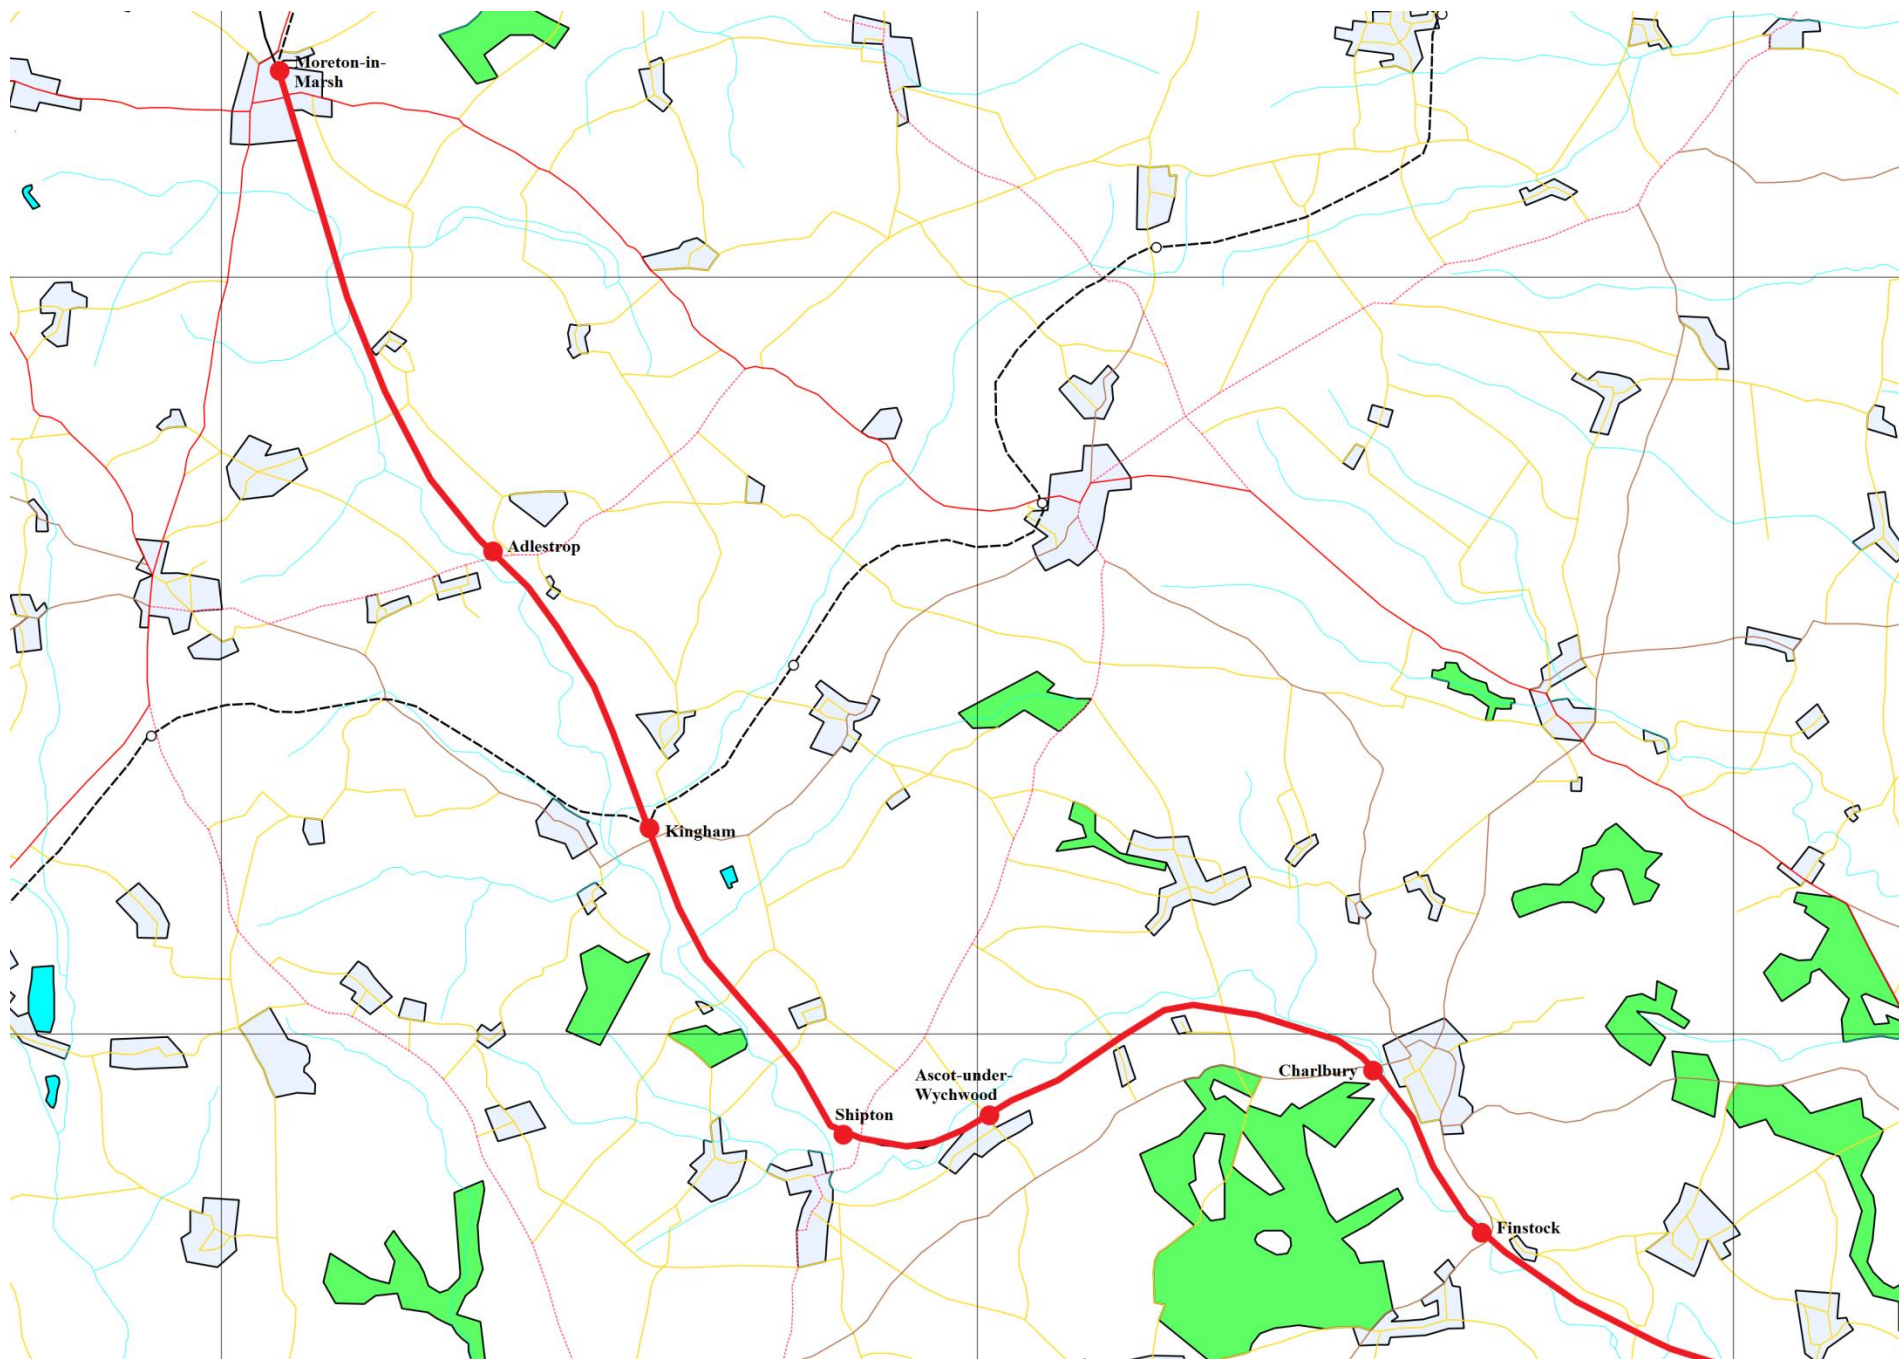 Moreton-in-
Marsh
Adlestrop
Kingham
Ascot-under-
Wychwood
Charlbury
Shipton
Finstock